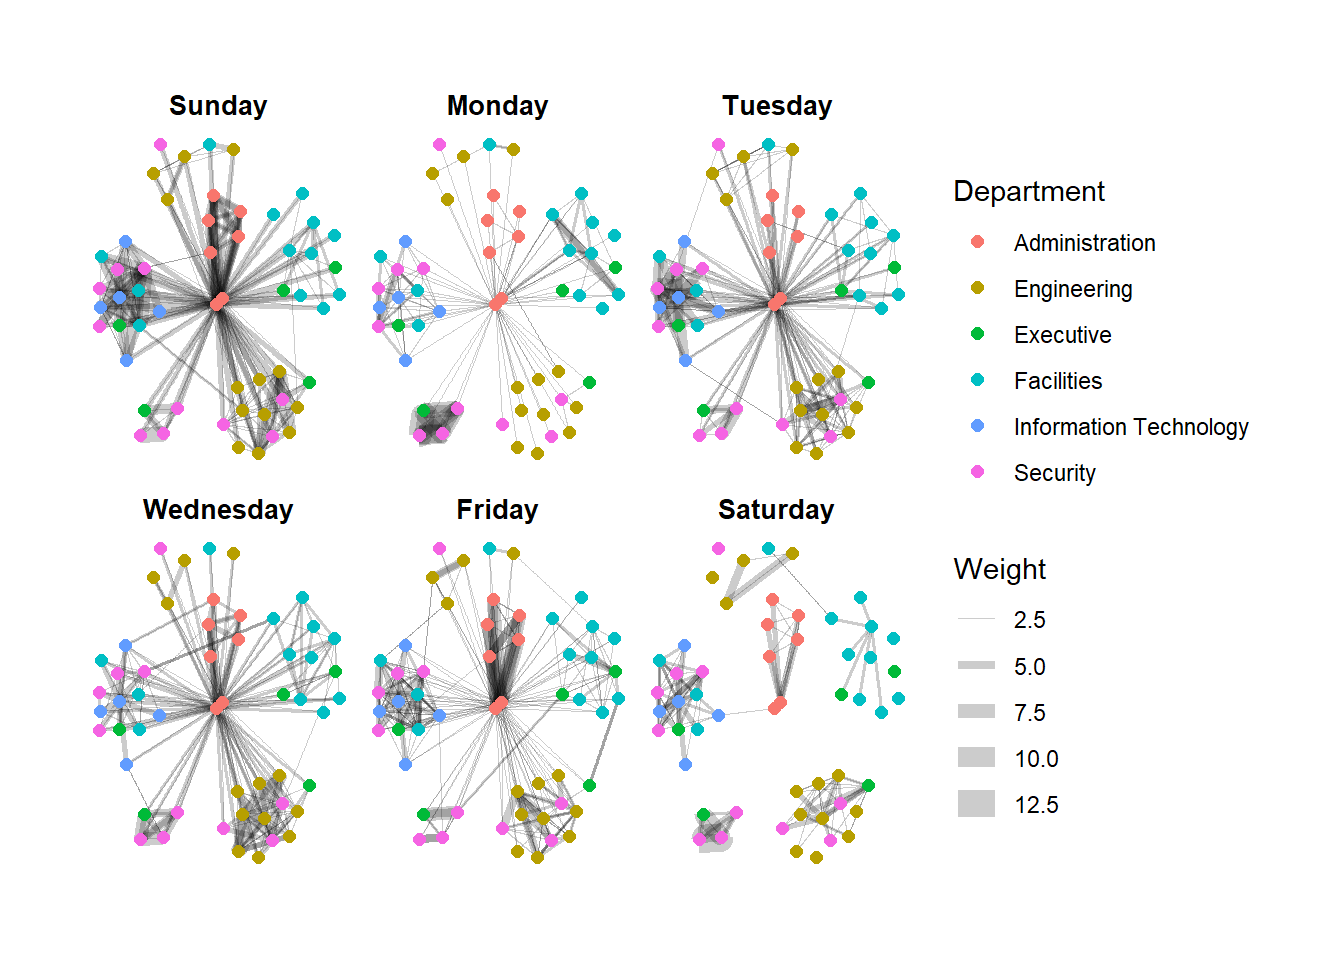 Sunday
Monday
Tuesday
Wednesday
Friday
Saturday
Department
Administration
Engineering
Executive
Facilities
Information Technology
Security
Weight
2.5
5.0
7.5
10.0
12.5